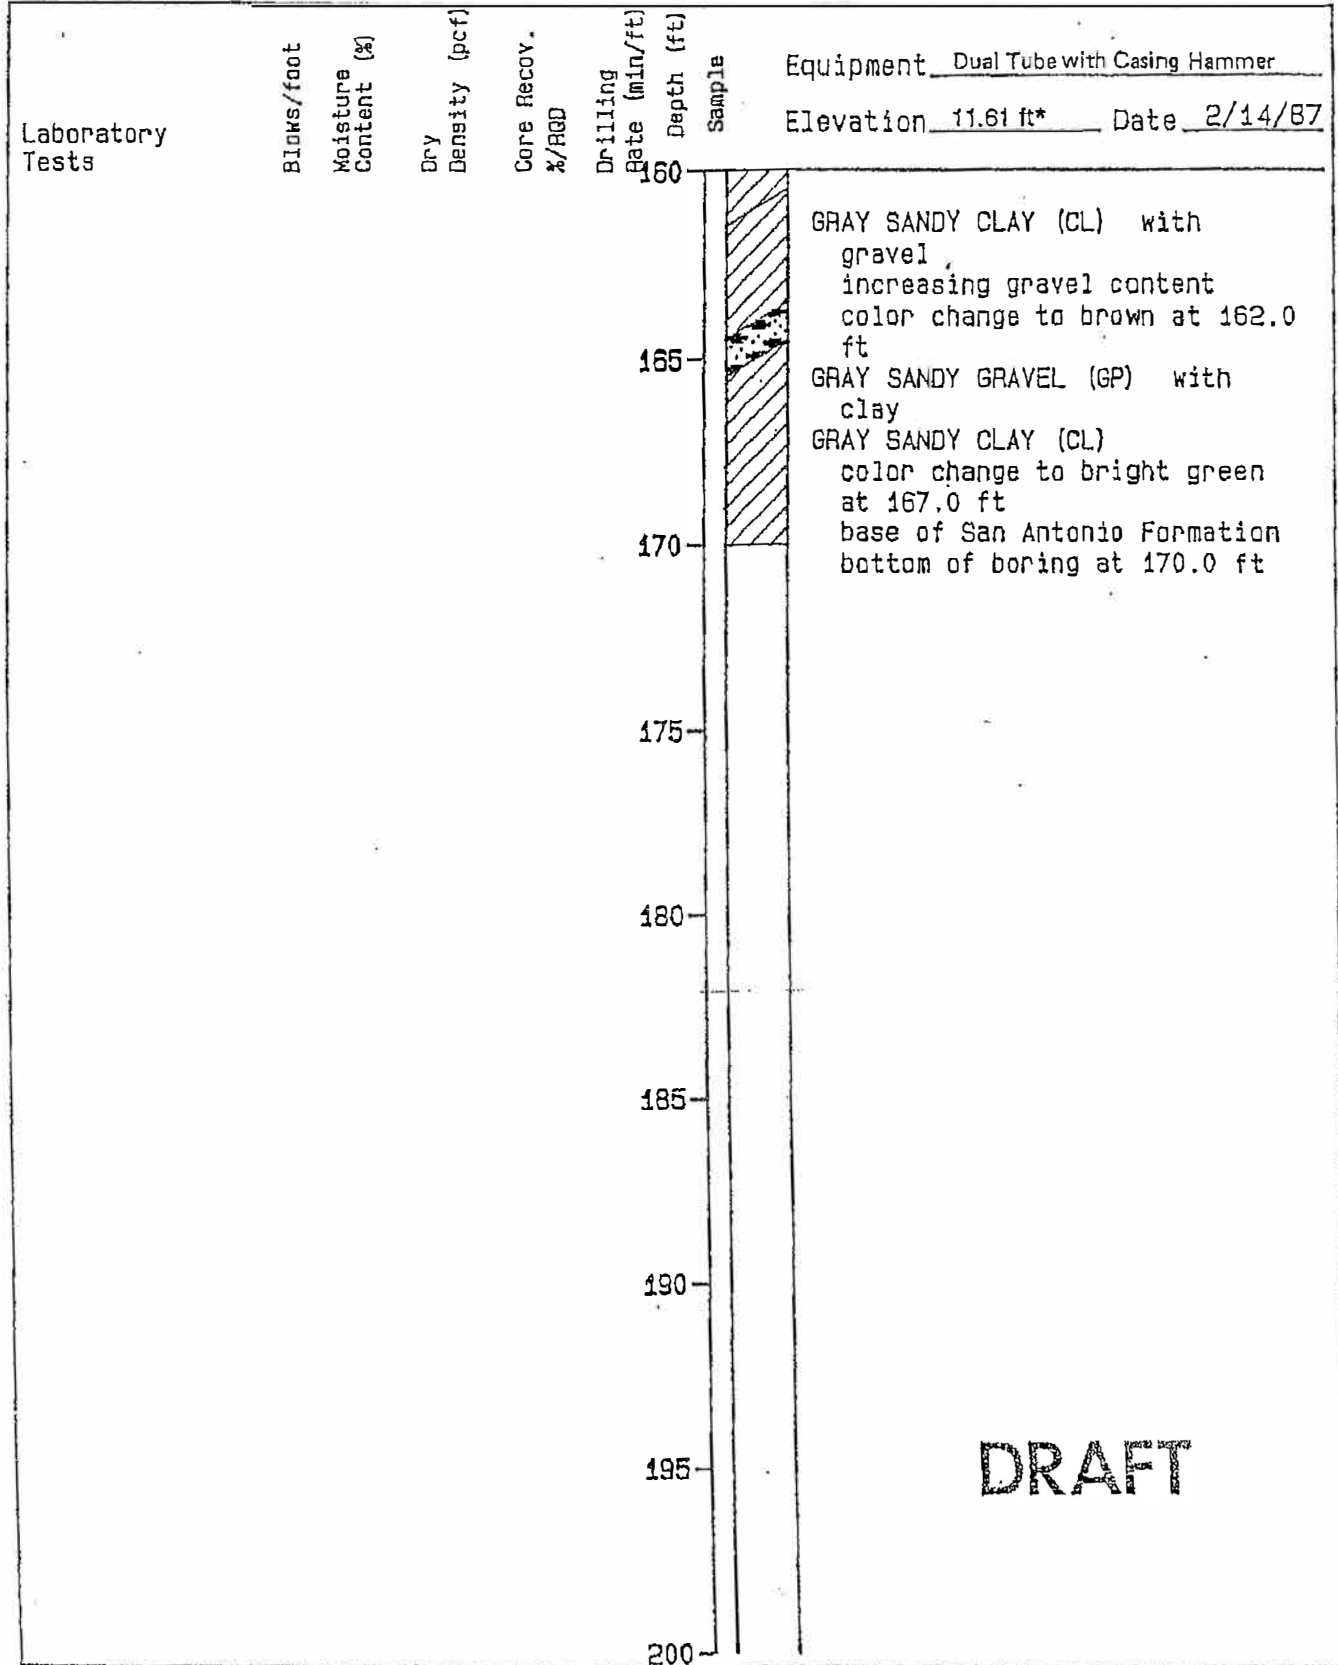 Laboratory
Tests
Blows/foot
Moisture
Content (%)
Dry
Density (pcf)
Core Recov.
%/RQD
Drilling
Rate (min/ft)
Depth (ft)
Sample
Equipment Dual Tube with Casing Hammer
Elevation 11.61 ft* Date 2/14/87
160
GRAY SANDY CLAY (CL) with
gravel
increasing gravel content
color change to brown at 162.0
ft
165
GRAY SANDY GRAVEL (GP) with
clay
GRAY SANDY CLAY (CL)
color change to bright green
at 167.0 ft
base of San Antonio Formation
170
bottom of boring at 170.0 ft
175
180
185
190
195
DRAFT
200